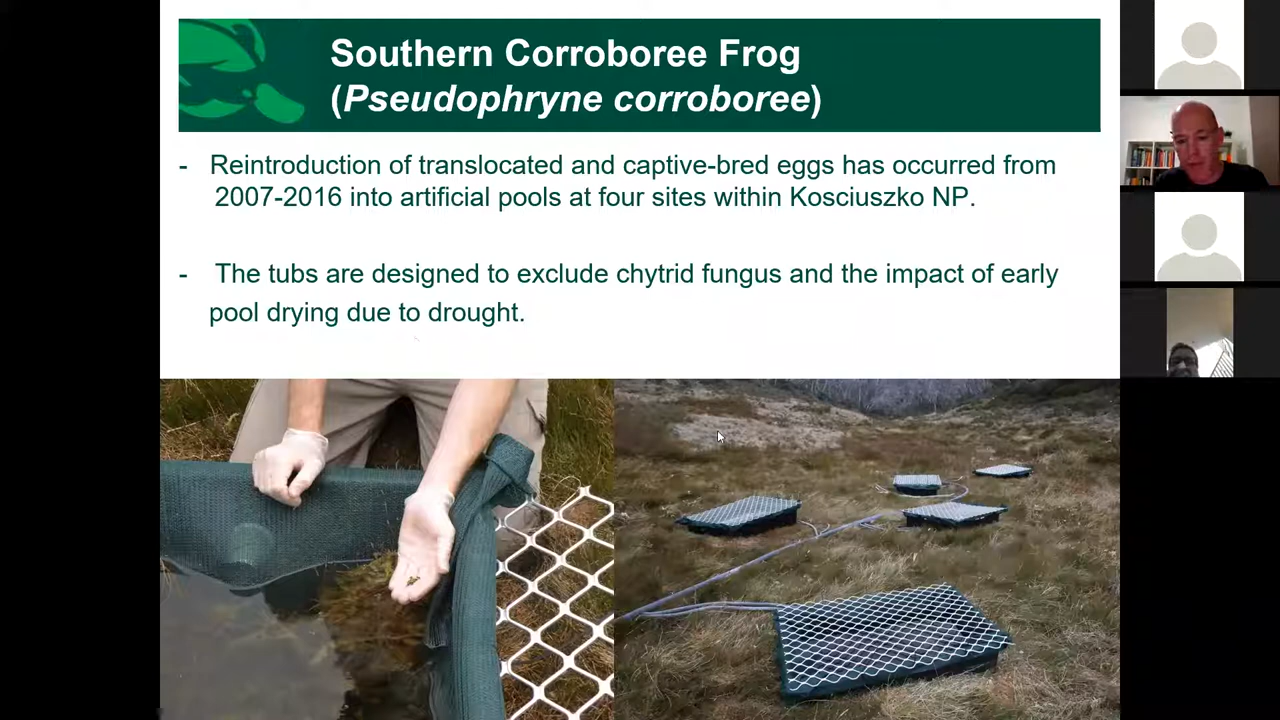 Southern Corroboree Frog
(Pseudophryne corroboree)
- Reintroduction of translocated and captive-bred eggs has occurred from
2007-2016 into artificial pools at four sites within Kosciuszko NP.
- The tubs are designed to exclude chytrid fungus and the impact of early
pool drying due to drought.